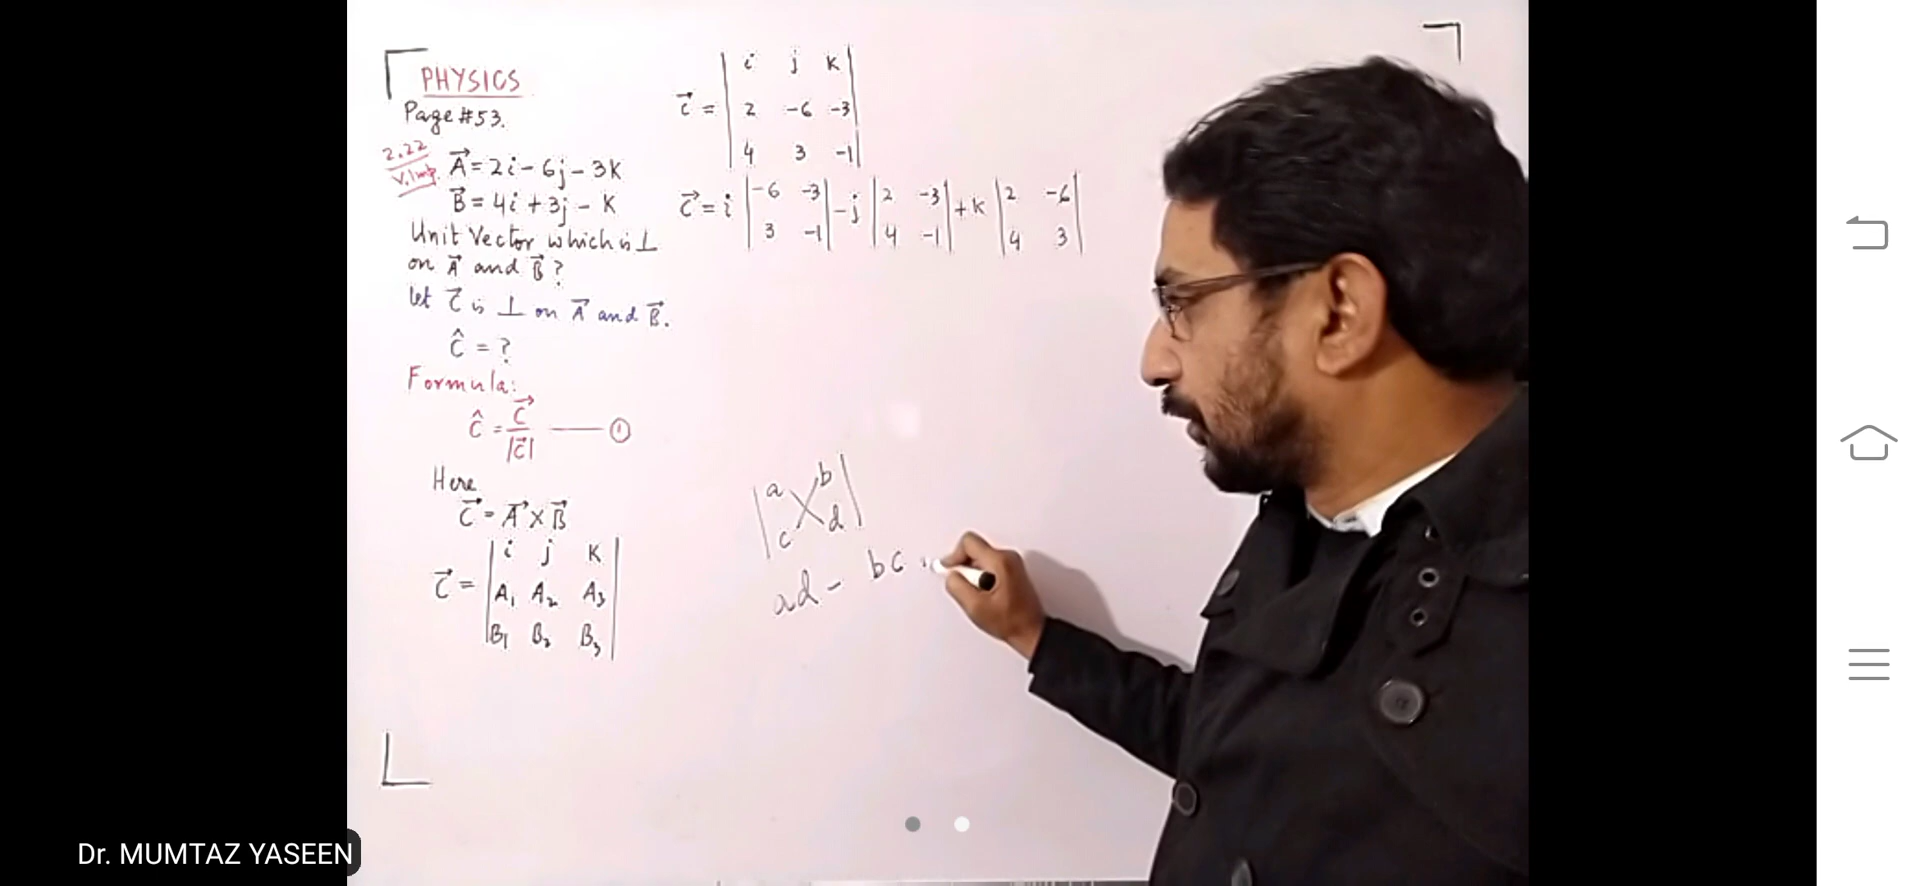 PHYSICS
Page #53.
2.22
V.Imp.
A⃗ = 2i - 6j - 3K
B⃗ = 4i + 3j - K
Unit Vector which is ⊥
on A⃗ and B⃗ ?
let C⃗ is ⊥ on A⃗ and B⃗.
Ĉ = ?
Formula:
Ĉ = C⃗ / |C⃗| —— ①
Here
C⃗ = A⃗ × B⃗
C⃗ = | i j K |
| A₁ A₂ A₃ |
| B₁ B₂ B₃ |
C⃗ = | i j K |
| 2 -6 -3 |
| 4 3 -1 |
C⃗ = i | -6 -3 | - j | 2 -3 | + K | 2 -6 |
| 3 -1 | | 4 -1 | | 4 3 |
| a b |
| c d |
ad - bc
Dr. MUMTAZ YASEEN